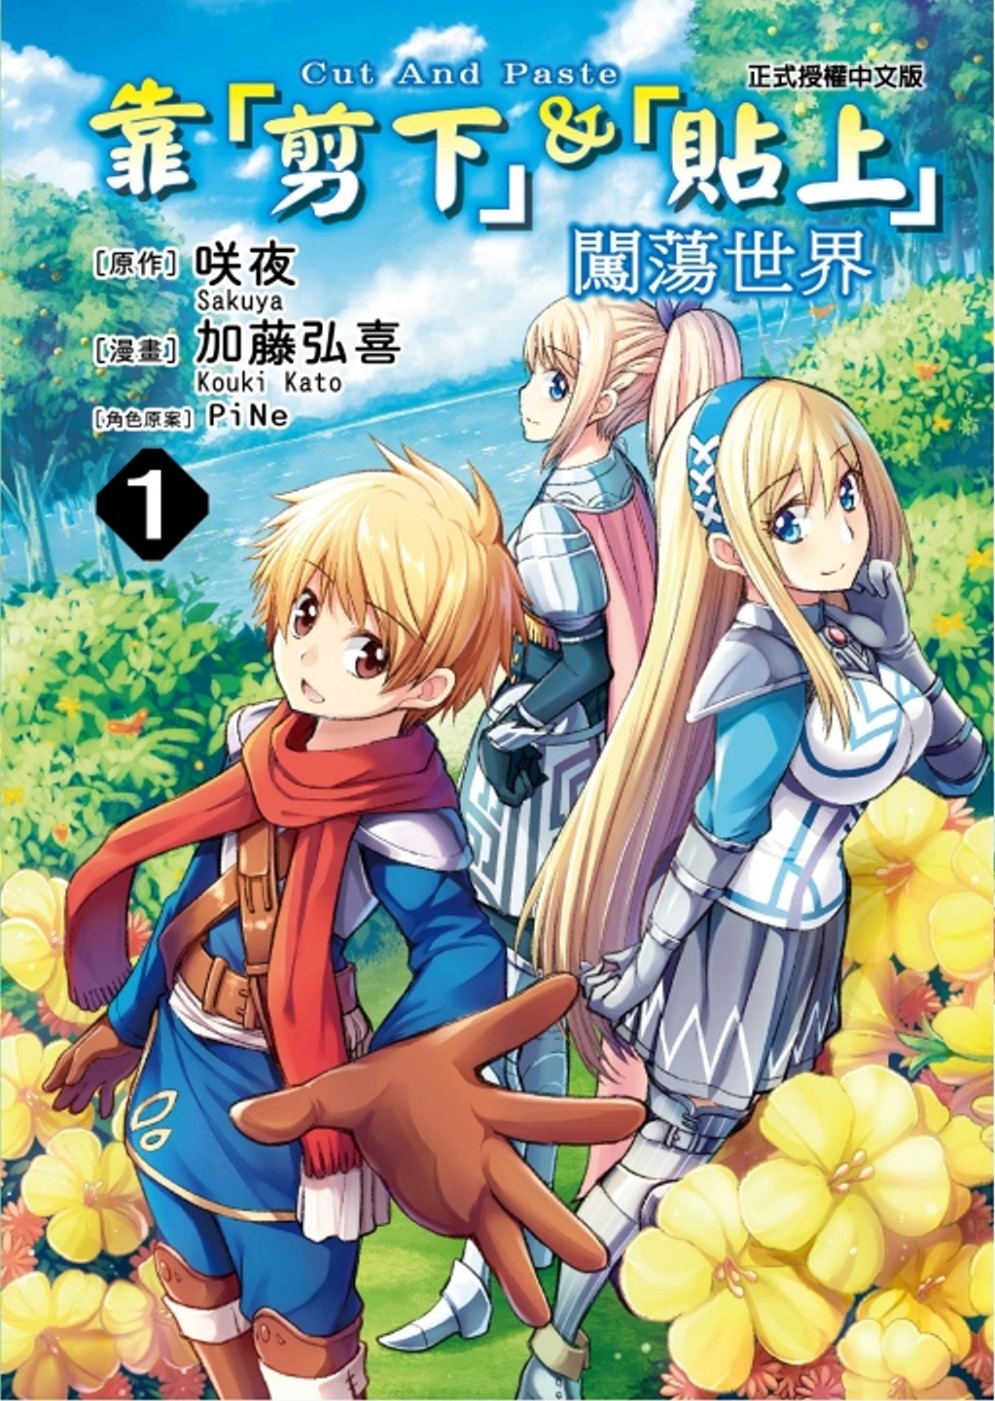 Cut And Paste
正式授權中文版
靠「剪下」&「貼上」
闖蕩世界
[原作] 咲夜
Sakuya
[漫畫] 加藤弘喜
Kouki Kato
[角色原案] PiNe
1